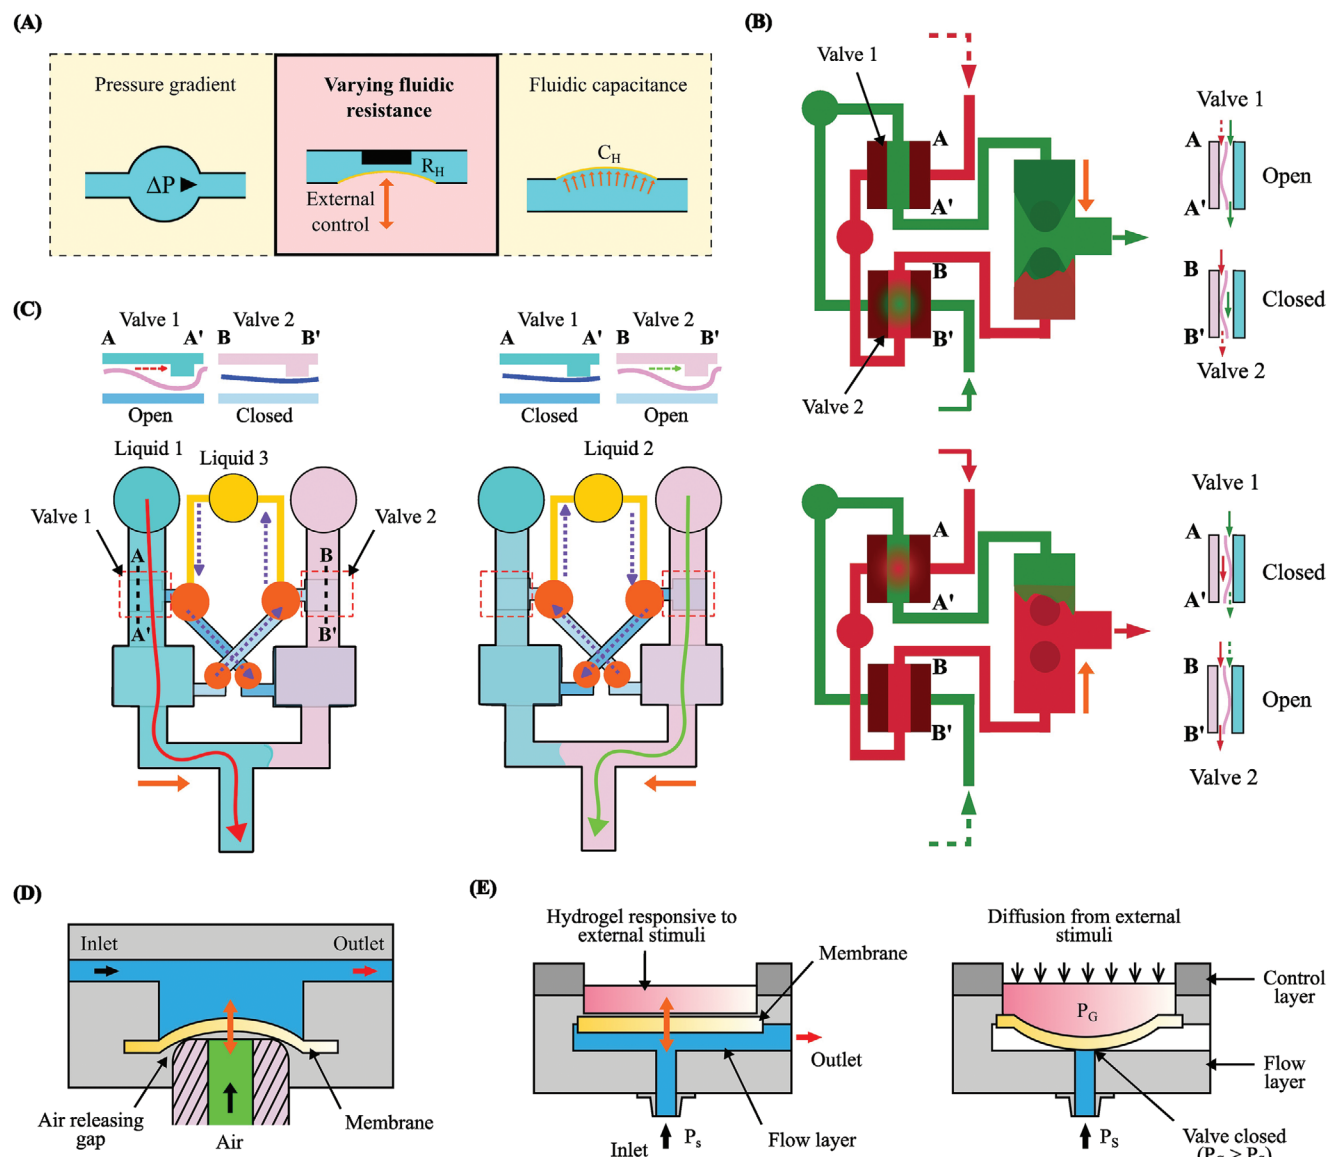 (A)
Pressure gradient
ΔP
Varying fluidic
resistance
R_H
External
control
Fluidic capacitance
C_H
(B)
Valve 1
A
A'
B
B'
Valve 2
Valve 1
A
Open
A'
B
Closed
B'
Valve 2
A
A'
B
B'
Valve 1
A
Closed
A'
B
Open
B'
Valve 2
(C)
Valve 1 Valve 2
A A' B B'
Open Closed
Liquid 1
Liquid 3
Valve 1
Valve 2
A
A'
B
B'
Valve 1 Valve 2
A A' B B'
Closed Open
Liquid 2
(D)
Inlet
Outlet
Air releasing
gap
Air
Membrane
(E)
Hydrogel responsive to
external stimuli
Membrane
Outlet
Inlet
P_s
Flow layer
Diffusion from external
stimuli
Control
layer
P_G
Flow
layer
P_S
Valve closed